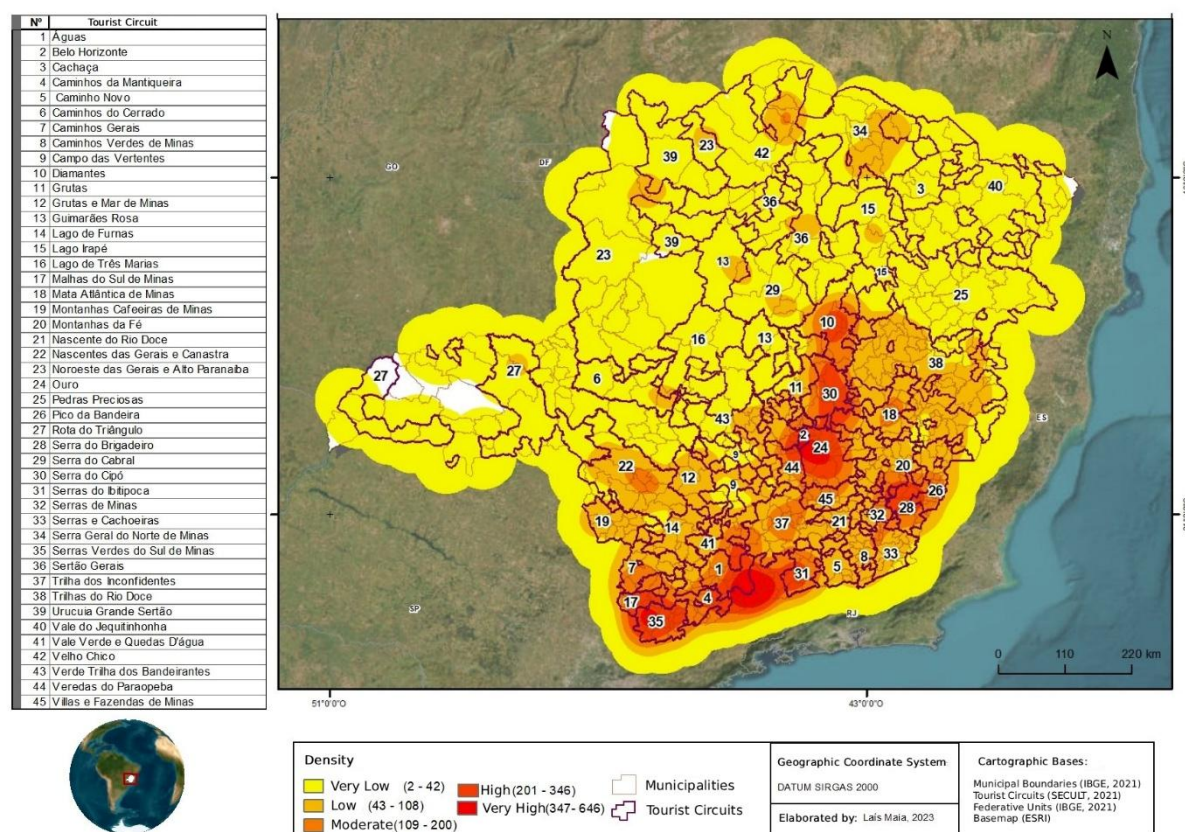 Nº Tourist Circuit
1 Águas
2 Belo Horizonte
3 Cachaça
4 Caminhos da Mantiqueira
5 Caminho Novo
6 Caminhos do Cerrado
7 Caminhos Gerais
8 Caminhos Verdes de Minas
9 Campo das Vertentes
10 Diamantes
11 Grutas
12 Grutas e Mar de Minas
13 Guimarães Rosa
14 Lago de Furnas
15 Lago Irapé
16 Lago de Três Marias
17 Malhas do Sul de Minas
18 Mata Atlântica de Minas
19 Montanhas Cafeeiras de Minas
20 Montanhas da Fé
21 Nascente do Rio Doce
22 Nascentes das Gerais e Canastra
23 Noroeste das Gerais e Alto Paranaíba
24 Ouro
25 Pedras Preciosas
26 Pico da Bandeira
27 Rota do Triângulo
28 Serra do Brigadeiro
29 Serra do Cabral
30 Serra do Cipó
31 Serras do Ibitipoca
32 Serras de Minas
33 Serras e Cachoeiras
34 Serra Geral do Norte de Minas
35 Serras Verdes do Sul de Minas
36 Sertão Gerais
37 Trilha dos Inconfidentes
38 Trilhas do Rio Doce
39 Urucuia Grande Sertão
40 Vale do Jequitinhonha
41 Vale Verde e Quedas D'água
42 Velho Chico
43 Verde Trilha dos Bandeirantes
44 Veredas do Paraopeba
45 Villas e Fazendas de Minas
N
34
23
39
42
GO
DF
3
40
36
15
36
39
23
13
15
29
25
10
16
13
38
27
27
6
11
30
ES
43
18
2
24
9
22
12
44
20
9
26
45
28
19
14
37
21
32
41
33
7
1
31
5
8
17
4
SP
35
RJ
0 110 220 km
51°0'0"O
43°0'0"O
Density
Very Low (2 - 42)
Low (43 - 108)
Moderate(109 - 200)
High(201 - 346)
Very High(347 - 646)
Municipalities
Tourist Circuits
Geographic Coordinate System
DATUM SIRGAS 2000
Elaborated by: Laís Maia, 2023
Cartographic Bases:
Municipal Boundaries (IBGE, 2021)
Tourist Circuits (SECULT, 2021)
Federative Units (IBGE, 2021)
Basemap (ESRI)